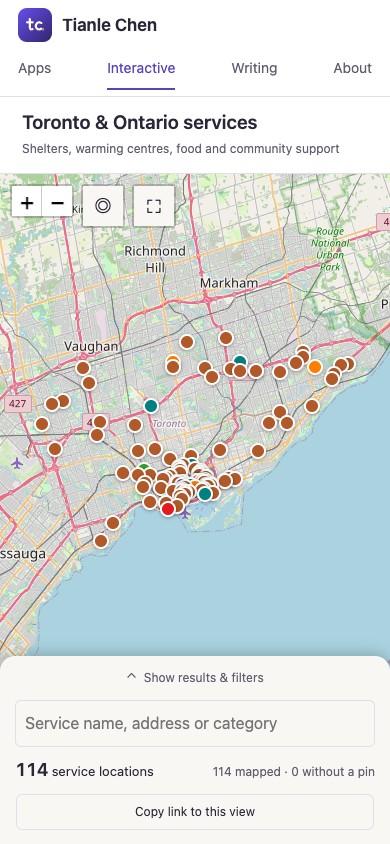 tc
Tianle Chen
Apps
Interactive
Writing
About
Toronto & Ontario services
Shelters, warming centres, food and community support
+
−
Richmond
Hill
Rouge
National
Urban
Park
Markham
Vaughan
427
Toronto
ssauga
Show results & filters
Service name, address or category
114 service locations
114 mapped · 0 without a pin
Copy link to this view